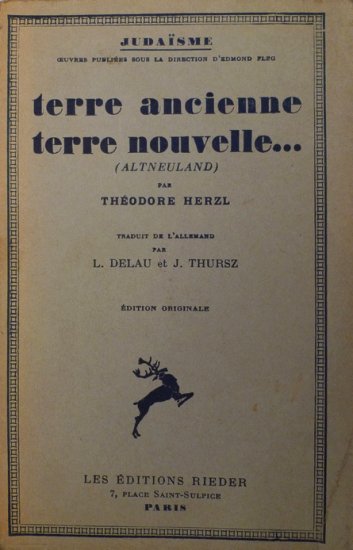 JUDAÏSME
ŒUVRES PUBLIÉES SOUS LA DIRECTION D'EDMOND FLEG
terre ancienne
terre nouvelle...
(ALTNEULAND)
PAR
THÉODORE HERZL
TRADUIT DE L'ALLEMAND
PAR
L. DELAU et J. THURSZ
ÉDITION ORIGINALE
LES ÉDITIONS RIEDER
7, PLACE SAINT-SULPICE
PARIS